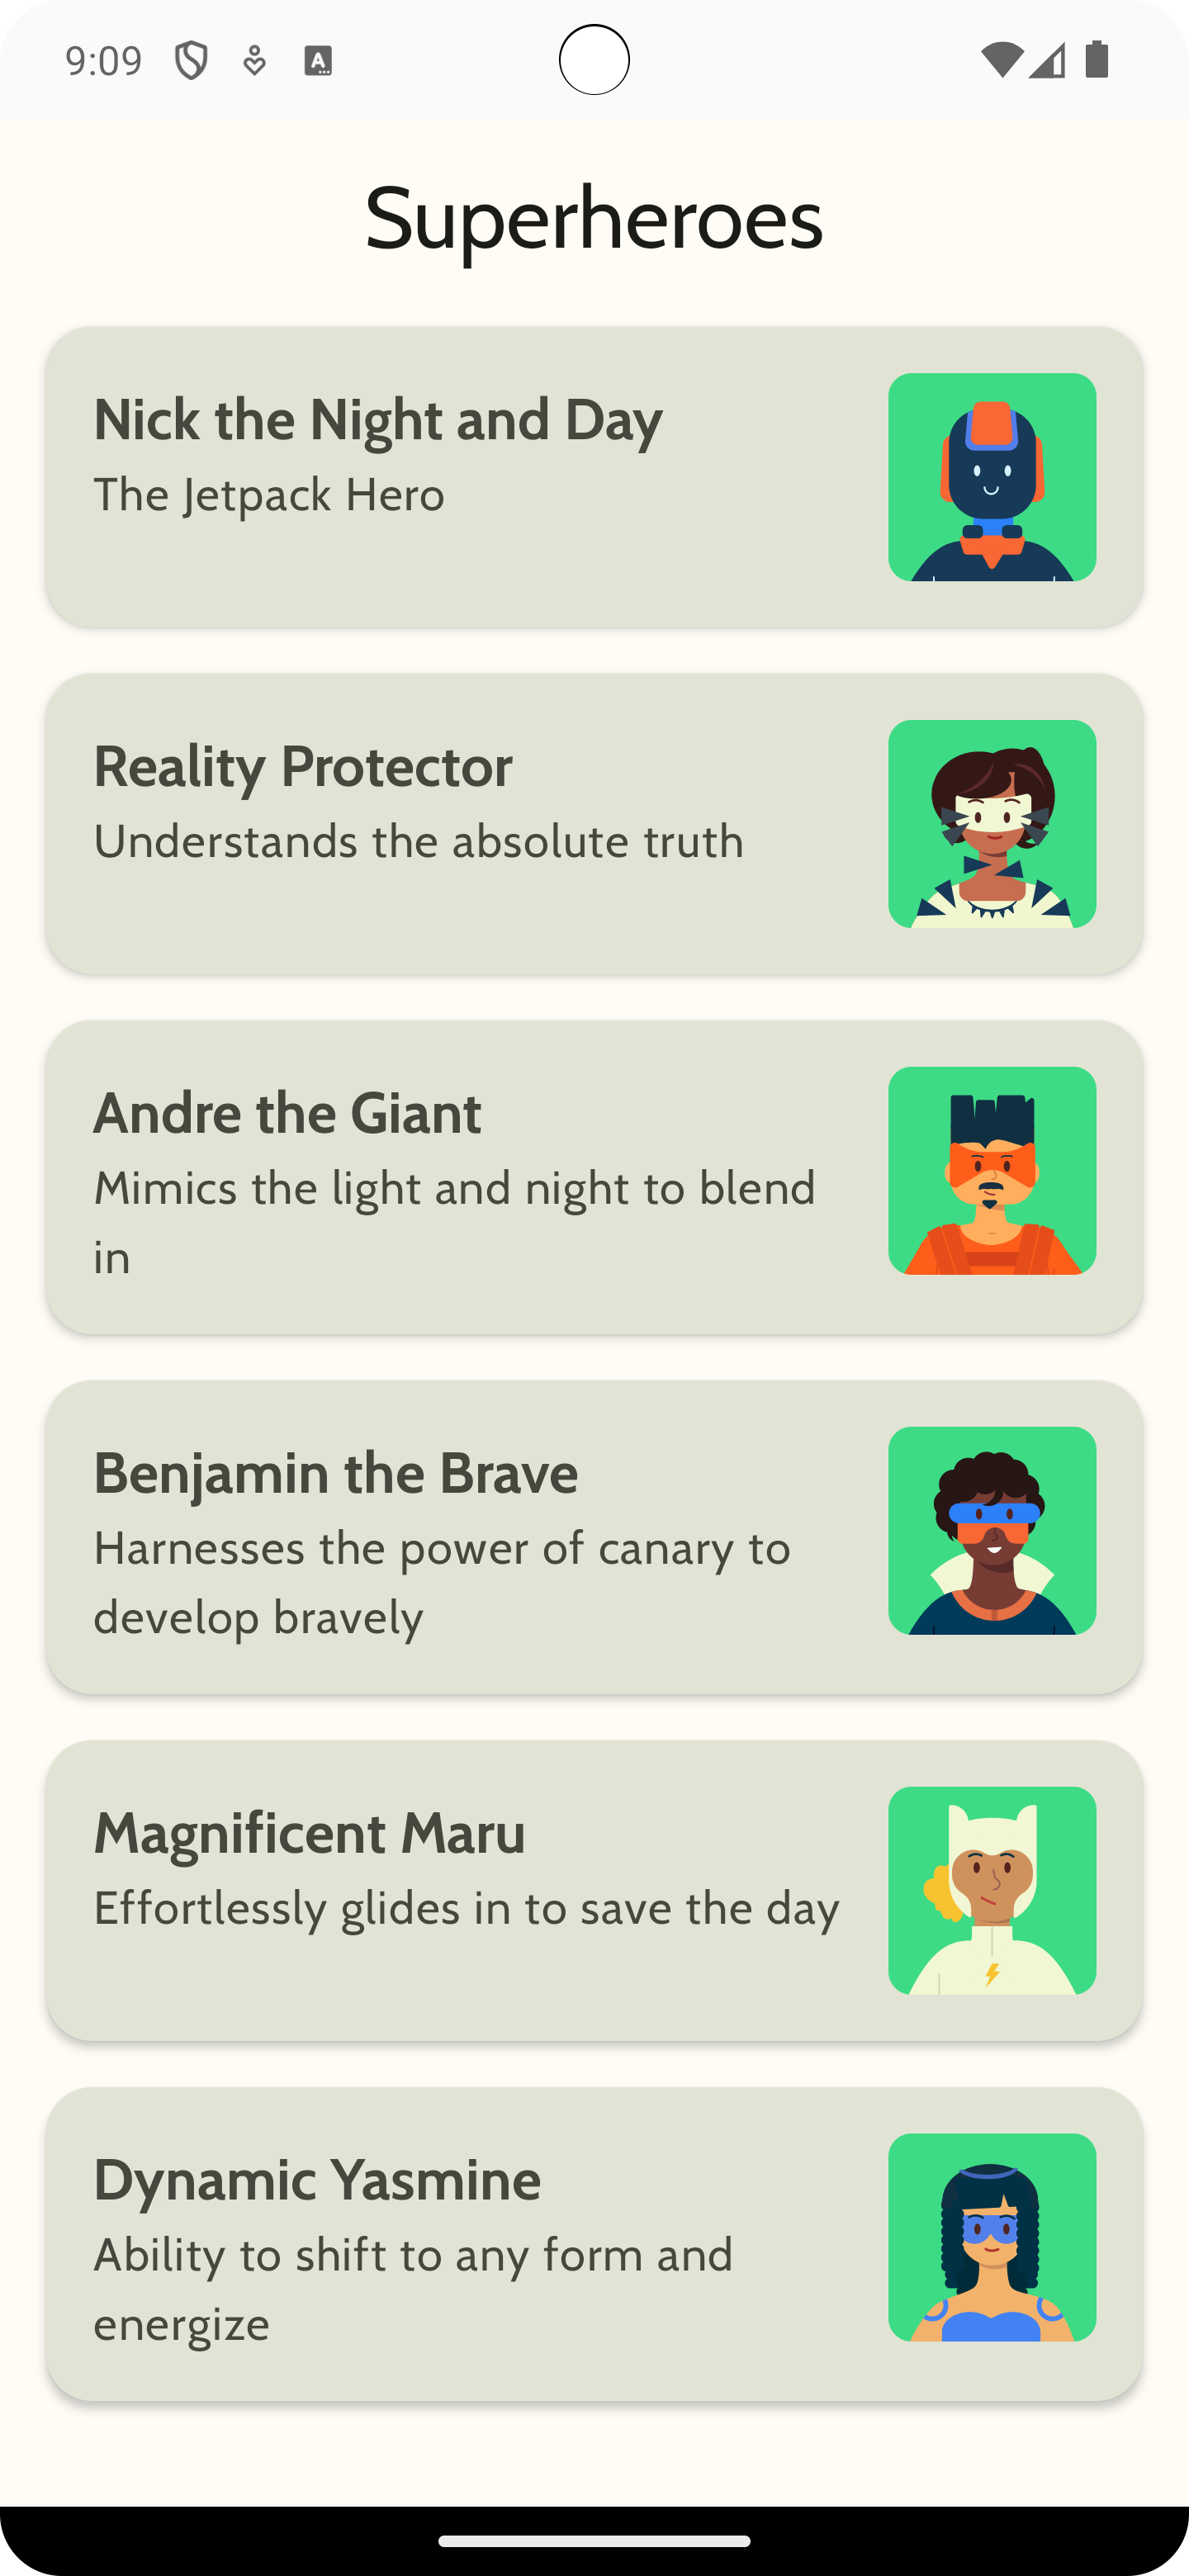 9:09
A
Superheroes
Nick the Night and Day
The Jetpack Hero
Reality Protector
Understands the absolute truth
Andre the Giant
Mimics the light and night to blend
in
Benjamin the Brave
Harnesses the power of canary to
develop bravely
Magnificent Maru
Effortlessly glides in to save the day
Dynamic Yasmine
Ability to shift to any form and
energize